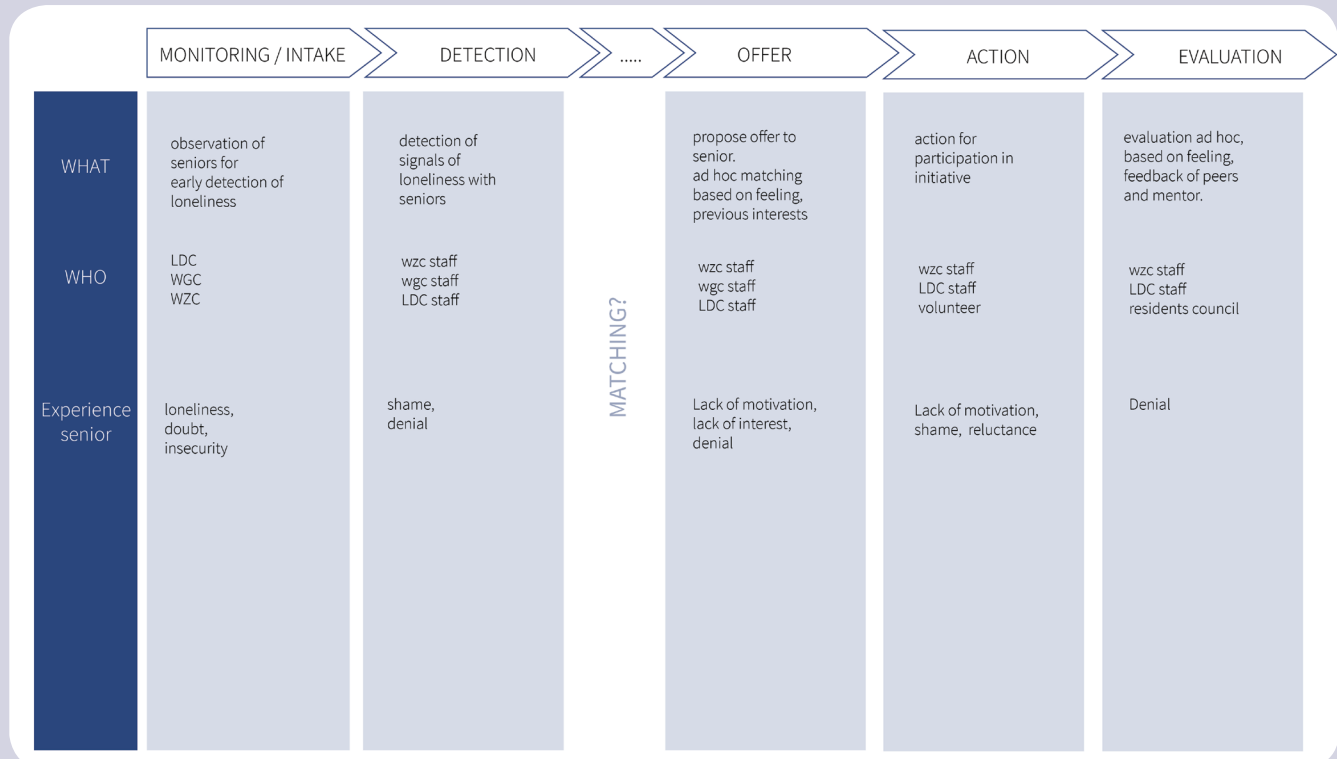 MONITORING / INTAKE
DETECTION
.....
OFFER
ACTION
EVALUATION
WHAT
observation of
seniors for
early detection of
loneliness
detection of
signals of
loneliness with
seniors
propose offer to
senior.
ad hoc matching
based on feeling,
previous interests
action for
participation in
initiative
evaluation ad hoc,
based on feeling,
feedback of peers
and mentor.
WHO
LDC
WGC
WZC
wzc staff
wgc staff
LDC staff
MATCHING?
wzc staff
wgc staff
LDC staff
wzc staff
LDC staff
volunteer
wzc staff
LDC staff
residents council
Experience
senior
loneliness,
doubt,
insecurity
shame,
denial
Lack of motivation,
lack of interest,
denial
Lack of motivation,
shame, reluctance
Denial